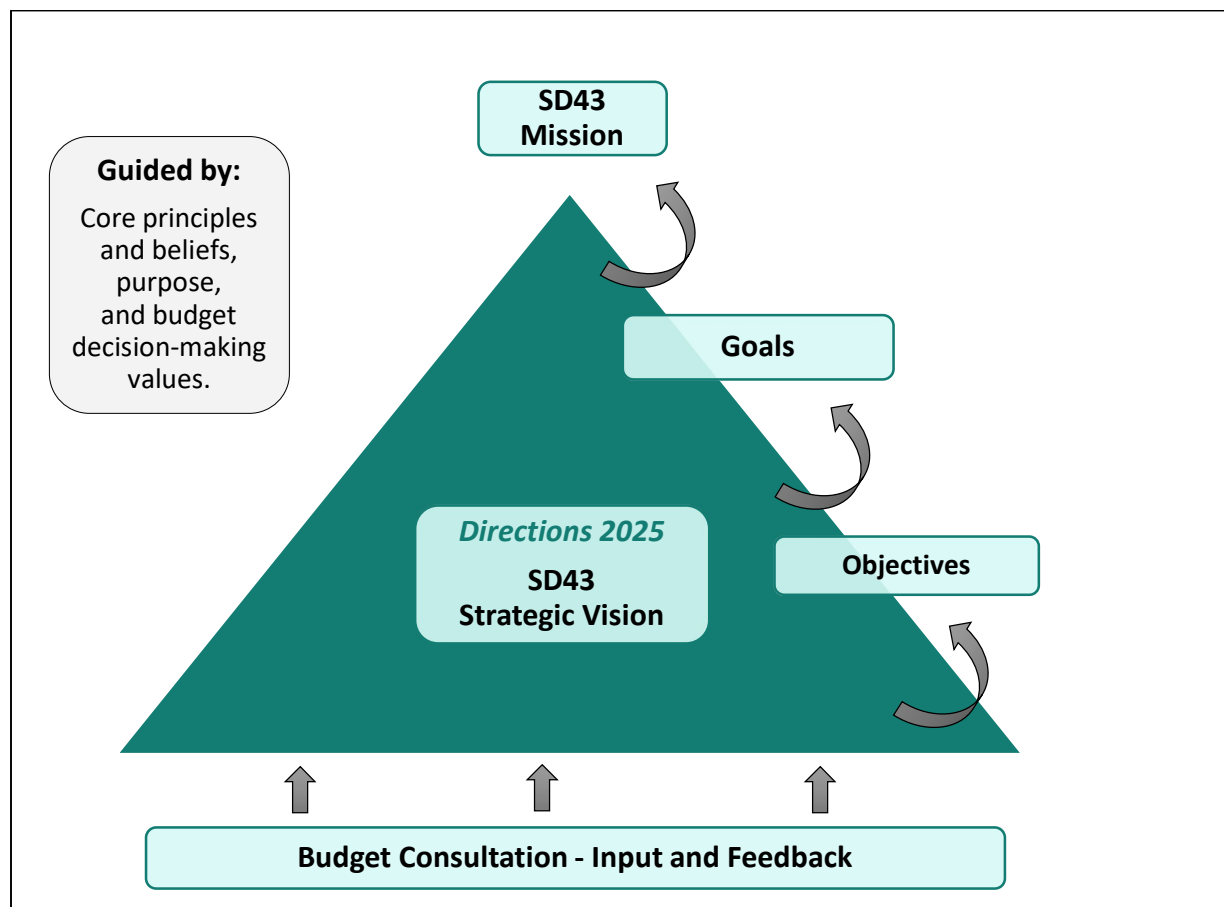 SD43
Mission
Guided by:
Core principles
and beliefs,
purpose,
and budget
decision-making
values.
Goals
Directions 2025
SD43
Strategic Vision
Objectives
Budget Consultation - Input and Feedback